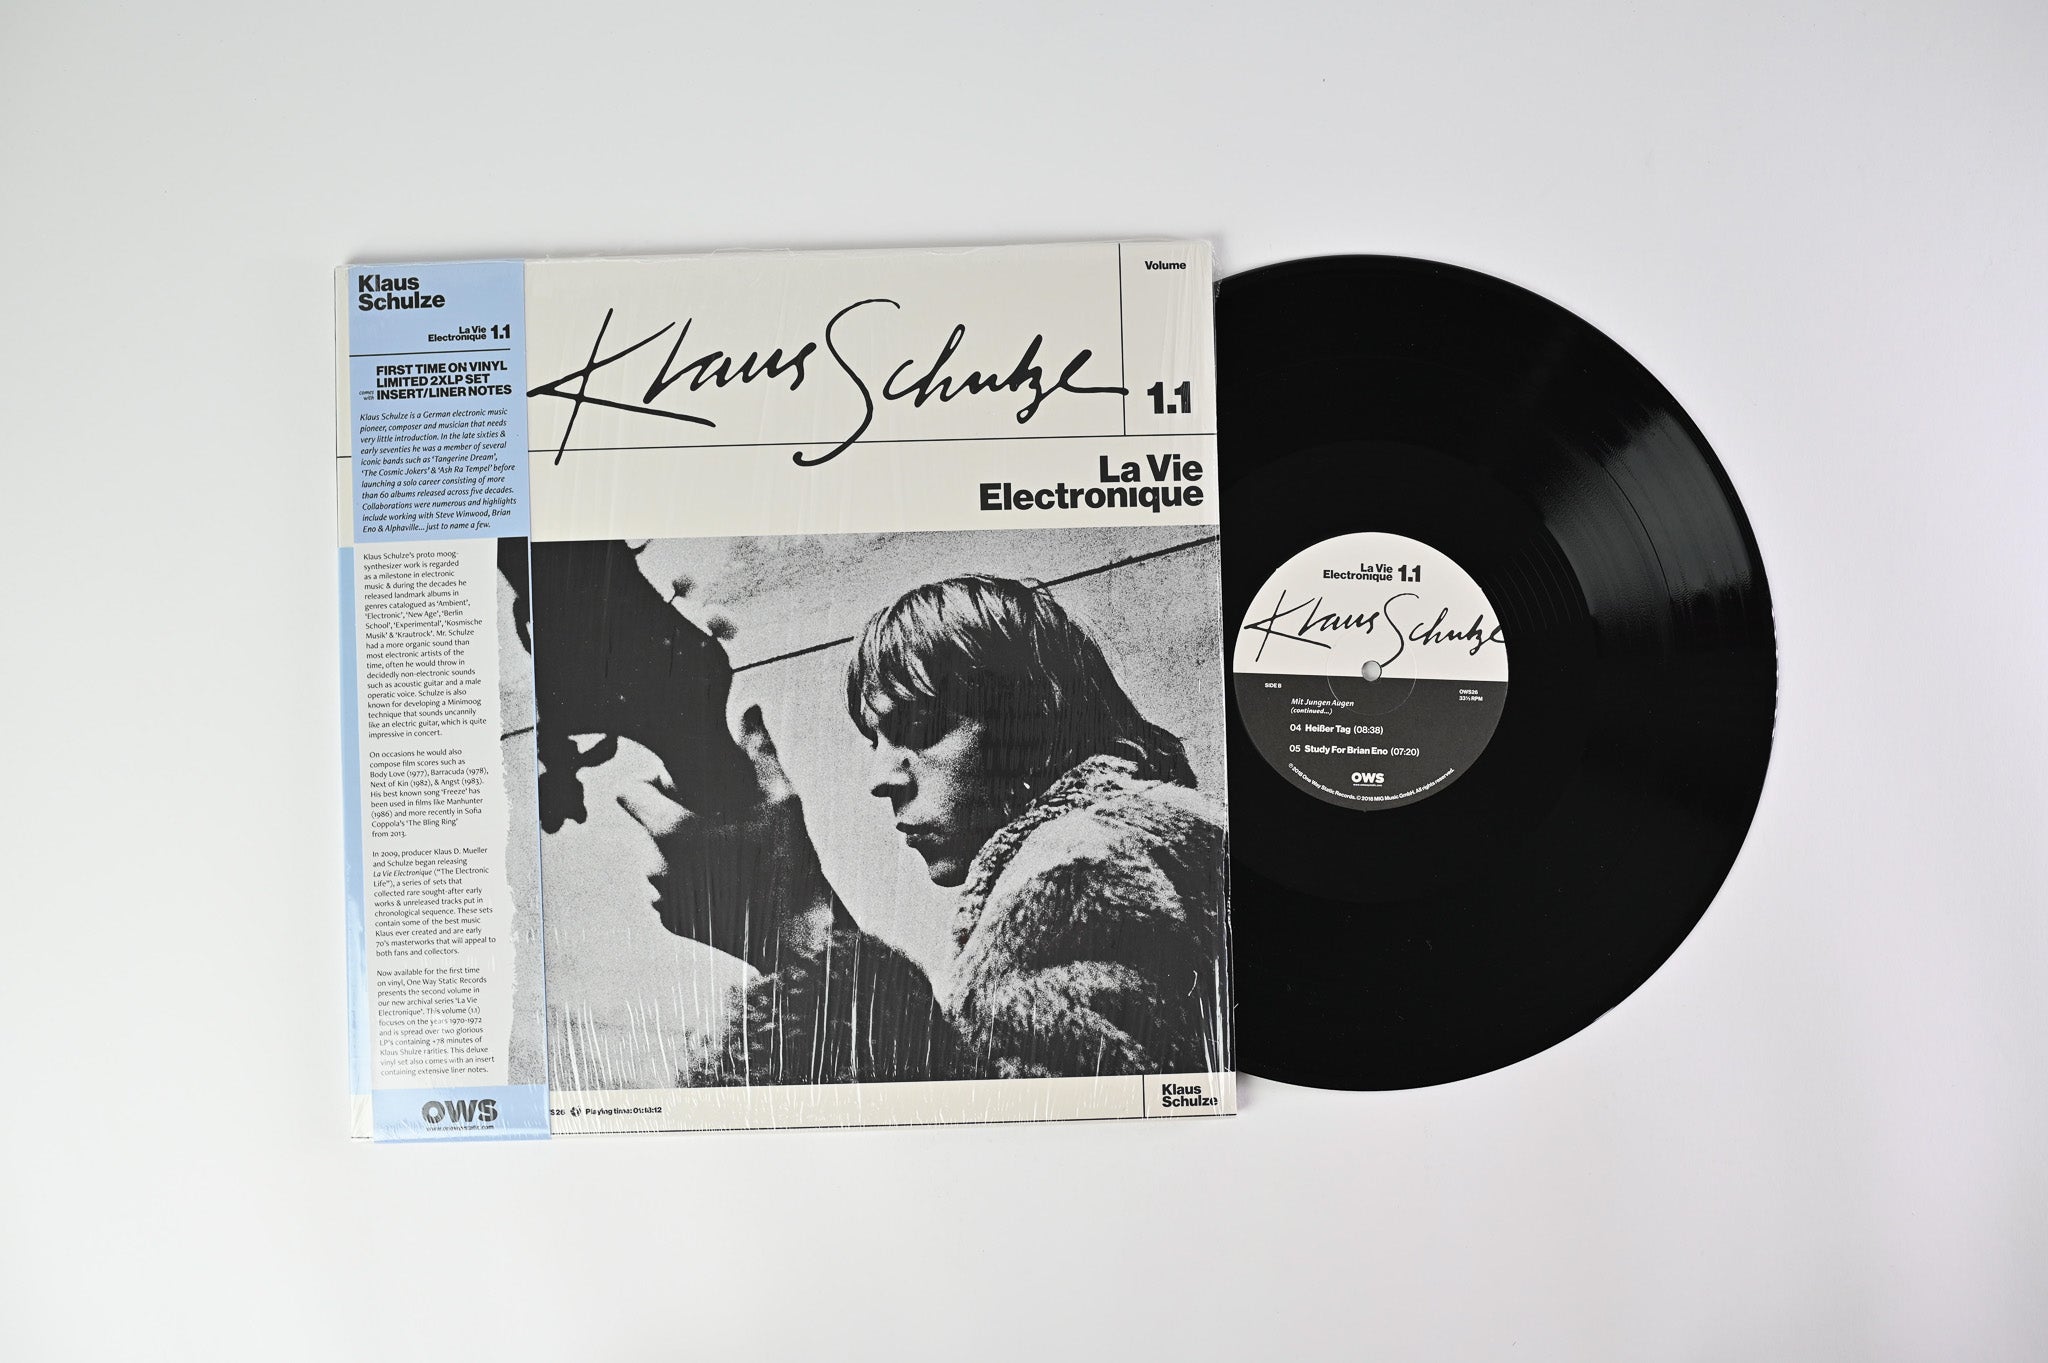 Klaus
Schulze
La Vie
Electronique 1.1
FIRST TIME ON VINYL
LIMITED 2XLP SET
comes with INSERT/LINER NOTES
Klaus Schulze is a German electronic music
pioneer, composer and musician that needs
very little introduction. In the late sixties &
early seventies he was a member of several
iconic bands such as 'Tangerine Dream',
'The Cosmic Jokers' & 'Ash Ra Tempel' before
launching a solo career consisting of more
than 60 albums released across five decades.
Collaborations were numerous and highlights
include working with Steve Winwood, Brian
Eno & Alphaville... just to name a few.
Klaus Schulze's proto moog-
synthesizer work is regarded
as a milestone in electronic
music & during the decades he
released landmark albums in
genres catalogued as 'Ambient',
'Electronic', 'New Age', 'Berlin
School', 'Experimental', 'Kosmische
Musik' & 'Krautrock'. Mr. Schulze
had a more organic sound than
most electronic artists of the
time, often he would throw in
decidedly non-electronic sounds
such as acoustic guitar and a male
operatic voice. Schulze is also
known for developing a Minimoog
technique that sounds uncannily
like an electric guitar, which is quite
impressive in concert.
On occasions he would also
compose film scores such as
Body Love (1977), Barracuda (1978),
Next of Kin (1982), & Angst (1983).
His best known song 'Freeze' has
been used in films like Manhunter
(1986) and more recently in Sofia
Coppola's 'The Bling Ring'
from 2013.
In 2009, producer Klaus D. Mueller
and Schulze began releasing
La Vie Electronique ("The Electronic
Life"), a series of sets that
collected rare sought-after early
works & unreleased tracks put in
chronological sequence. These sets
contain some of the best music
Klaus ever created and are early
70's masterworks that will appeal to
both fans and collectors.
Now available for the first time
on vinyl, One Way Static Records
presents the second volume in
our new archival series 'La Vie
Electronique'. This volume (1.1)
focuses on the years 1970-1972
and is spread over two glorious
LP's containing +78 minutes of
Klaus Shulze rarities. This deluxe
vinyl set also comes with an insert
containing extensive liner notes.
OWS
Klaus Schulze
Volume
1.1
La Vie
Electronique
S26 Playing time: 01:18:12
Klaus
Schulze
La Vie
Electronique 1.1
Klaus Schulze
SIDE B
OWS26
33⅓ RPM
Mit Jungen Augen
(continued...)
04 Heißer Tag (08:38)
05 Study For Brian Eno (07:20)
OWS
℗ 2018 One Way Static Records. © 2018 MIG Music GmbH. All rights reserved.